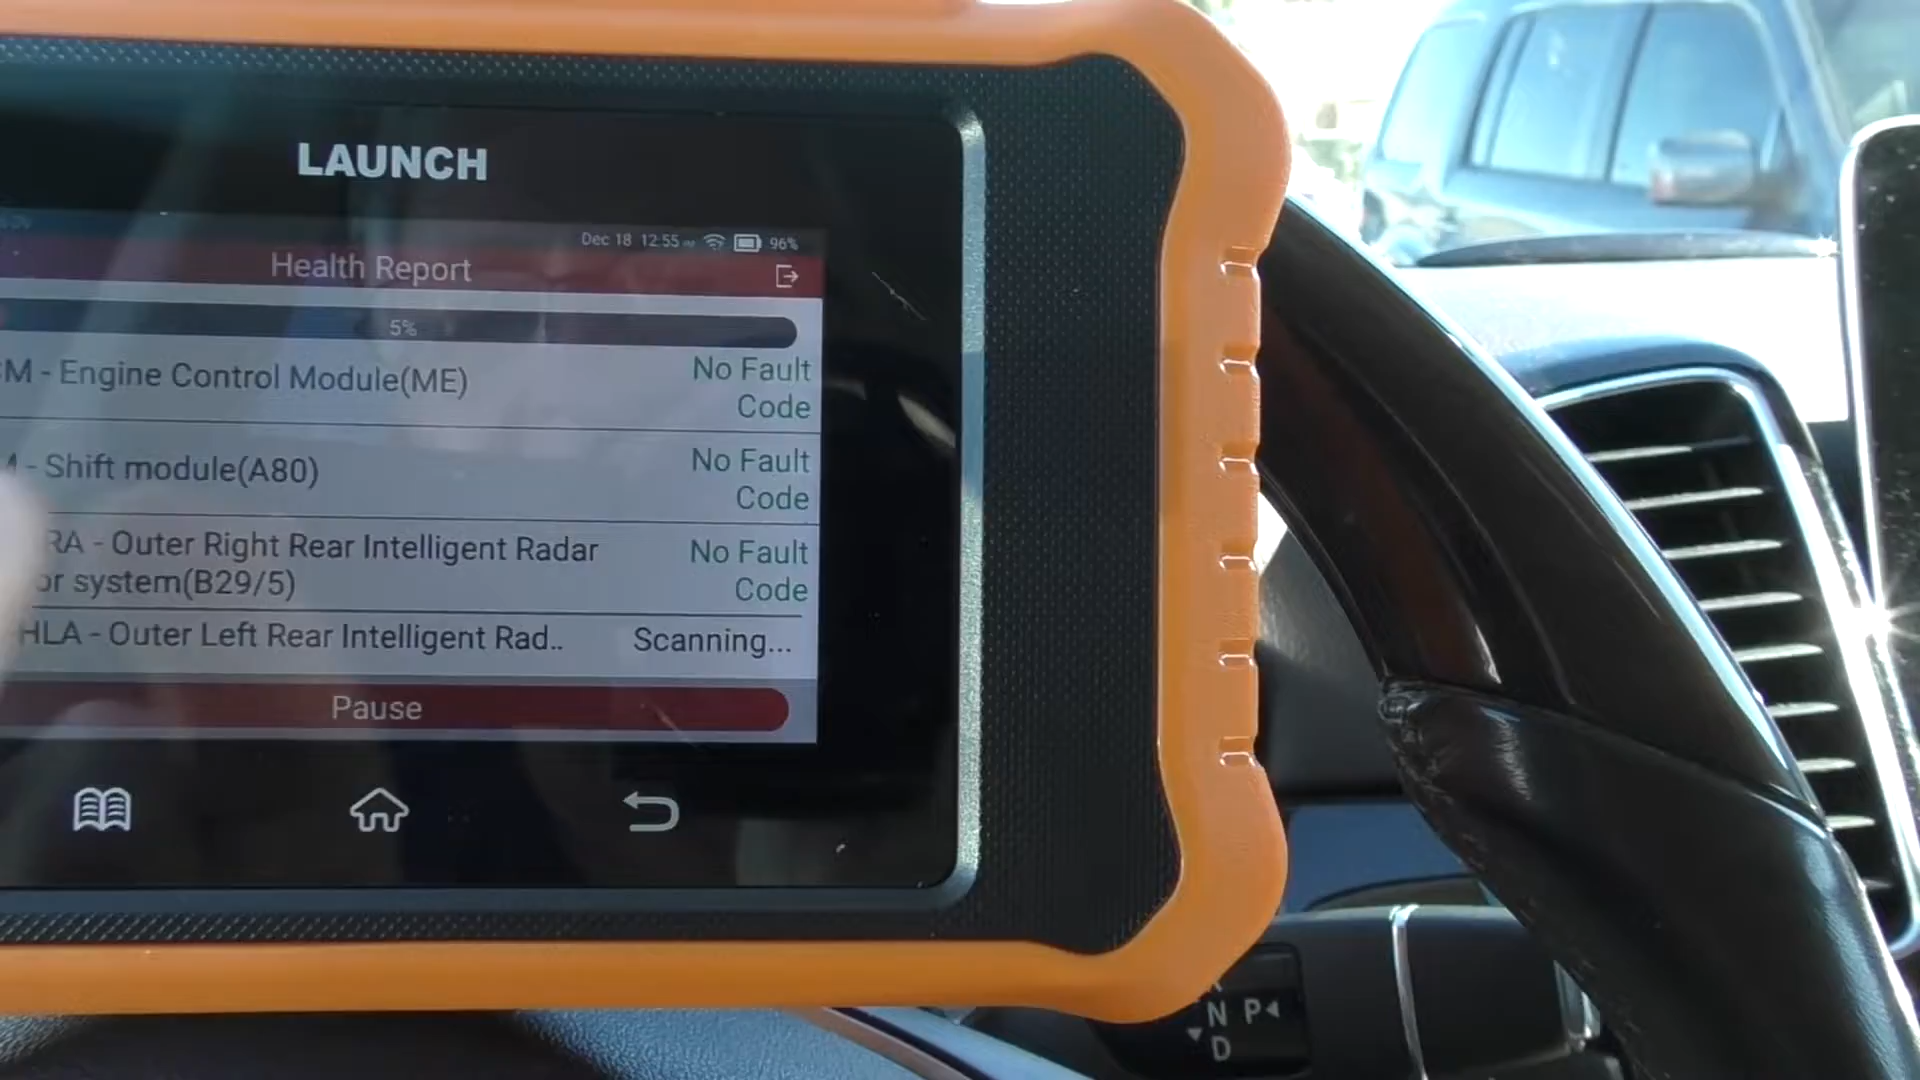 LAUNCH
Dec 18 12:55 PM 96%
Health Report
5%
CM - Engine Control Module(ME)
No Fault
Code
M - Shift module(A80)
No Fault
Code
RA - Outer Right Rear Intelligent Radar
or system(B29/5)
No Fault
Code
HLA - Outer Left Rear Intelligent Rad..
Scanning...
Pause
N P
D